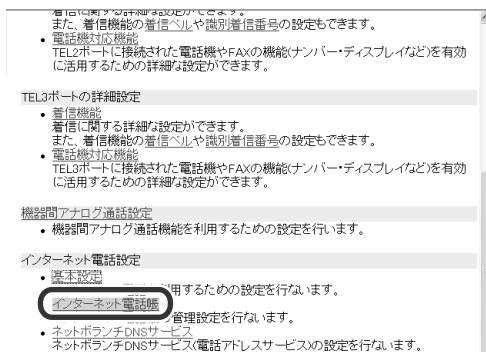 また、着信機能の着信ベルや識別着信番号の設定もできます。
• 電話機対応機能
TEL2ポートに接続された電話機やFAXの機能(ナンバー・ディスプレイなど)を有効
に活用するための詳細な設定ができます。
TEL3ポートの詳細設定
• 着信機能
着信に関する詳細な設定ができます。
また、着信機能の着信ベルや識別着信番号の設定もできます。
• 電話機対応機能
TEL3ポートに接続された電話機やFAXの機能(ナンバー・ディスプレイなど)を有効
に活用するための詳細な設定ができます。
機器間アナログ通話設定
• 機器間アナログ通話機能を利用するための設定を行います。
インターネット電話設定
• 基本設定
用するための設定を行ないます。
インターネット電話帳
管理設定を行ないます。
• ネットボランチDNSサービス
ネットボランチDNSサービス(電話アドレスサービス)の設定を行ないます。